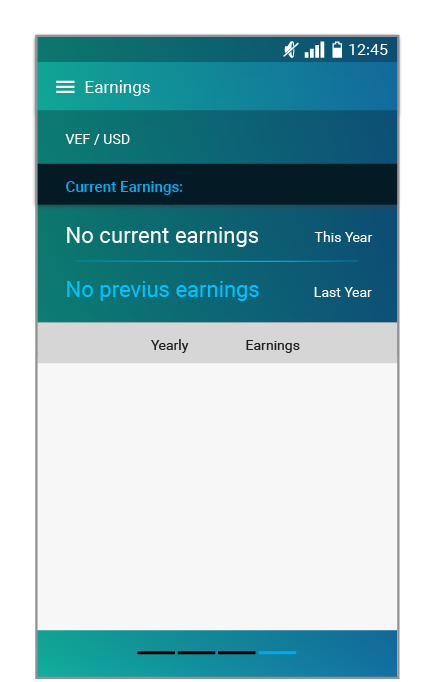 12:45
Earnings
VEF / USD
Current Earnings:
No current earnings This Year
No previus earnings Last Year
Yearly Earnings